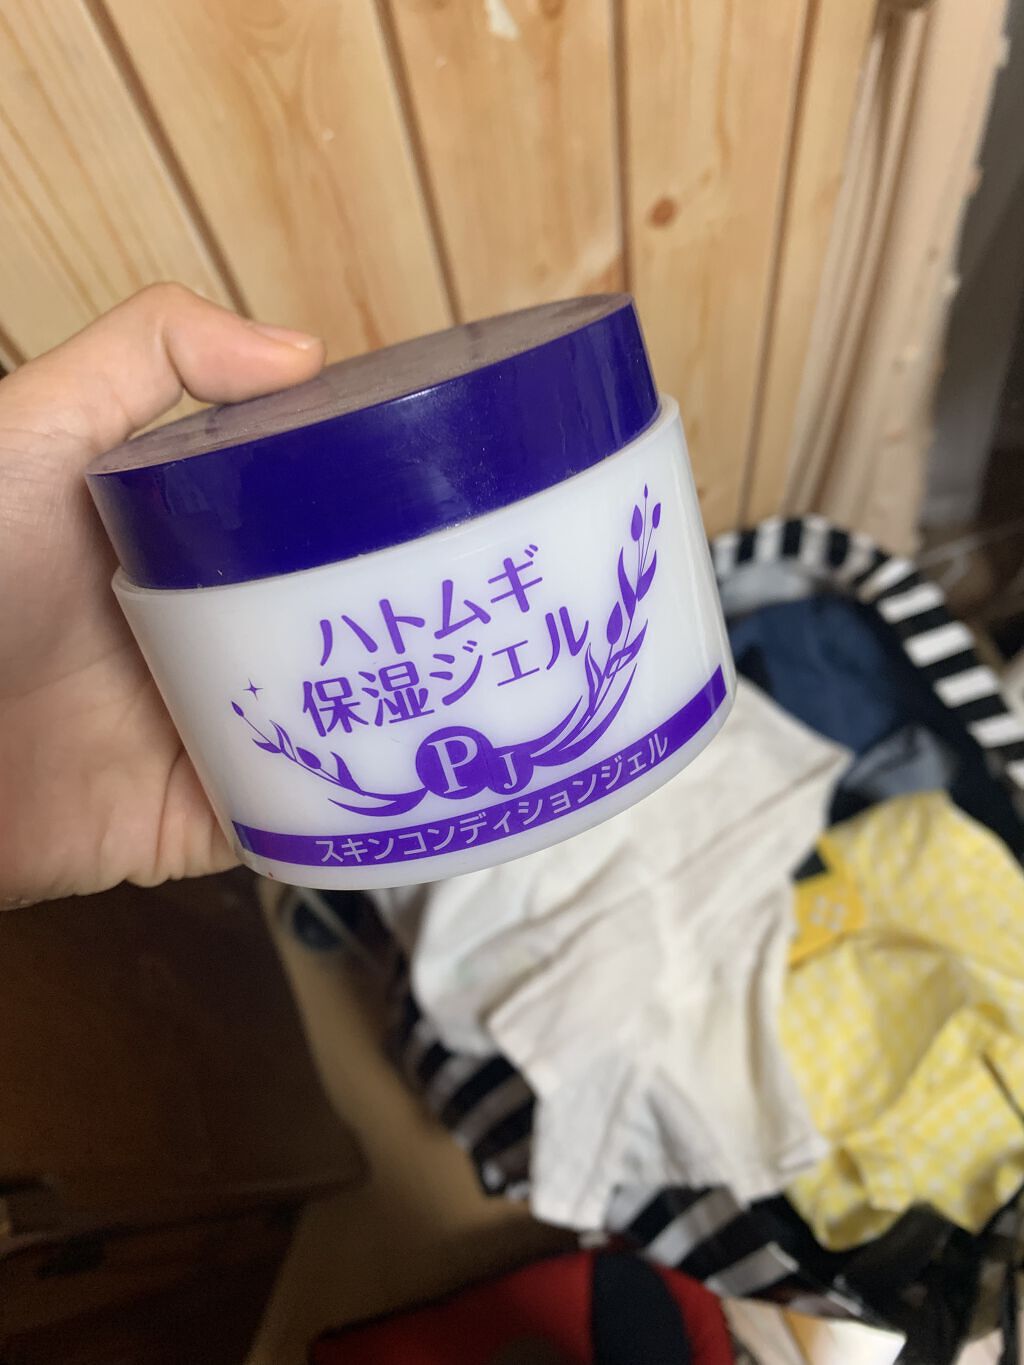 ハトムギ
保湿ジェル
PJ
スキンコンディションジェル